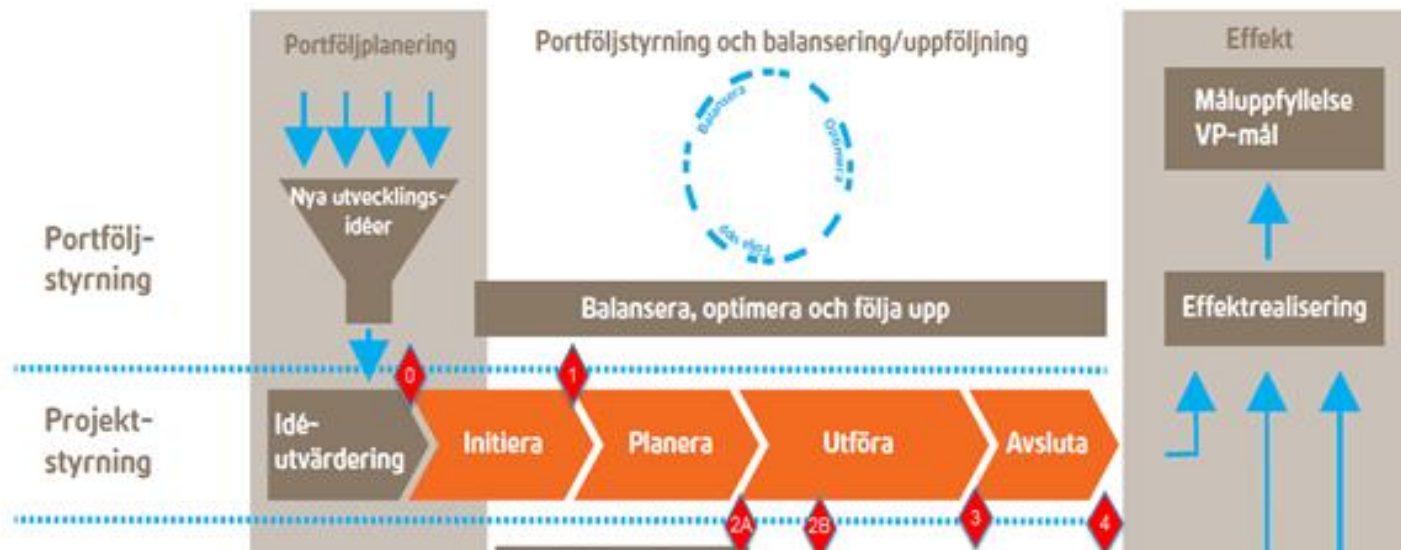 Portföljplanering
Portföljstyrning och balansering/uppföljning
Effekt
Nya utvecklings-
idéer
Balansera
Optimera
Följa upp
Måluppfyllelse
VP-mål
Portfölj-
styrning
Balansera, optimera och följa upp
Effektrealisering
0
1
Projekt-
styrning
Idé-
utvärdering
Initiera
Planera
Utföra
Avsluta
2A
2B
3
4